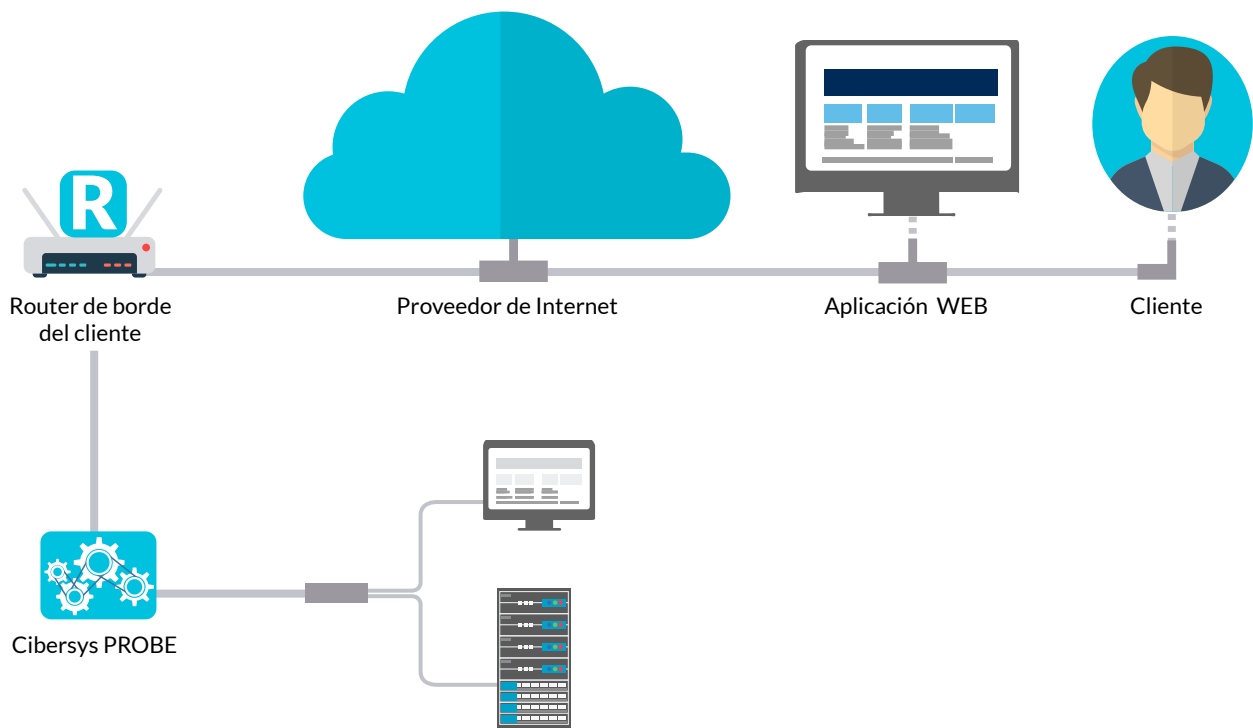 R
Router de borde
del cliente
Proveedor de Internet
Aplicación WEB
Cliente
Cibersys PROBE